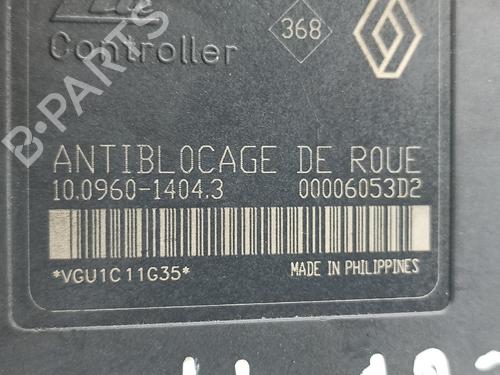 Controller
368
ANTIBLOCAGE DE ROUE
10.0960-1404.3 00006053D2
*VGU1C11G35*
MADE IN PHILIPPINES
B-PARTS